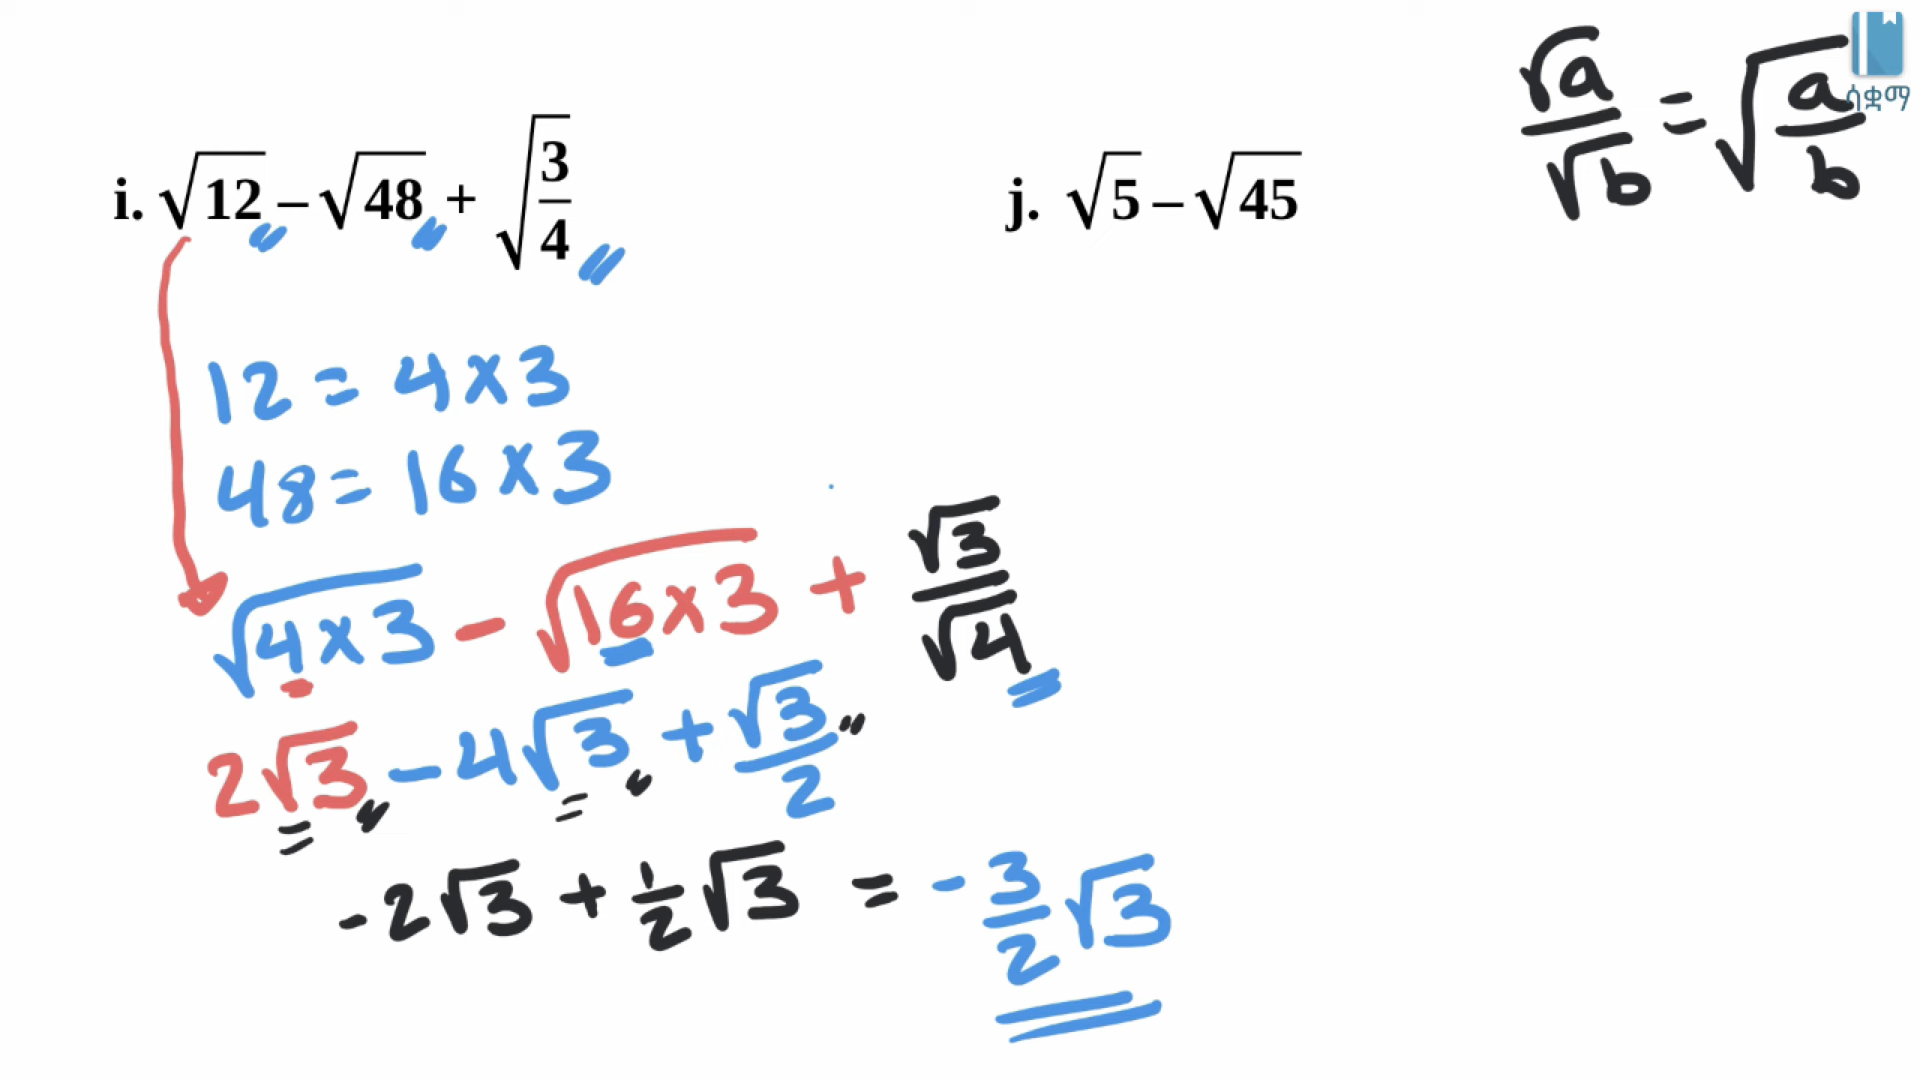 i. √12 – √48 + √(3/4)
j. √5 – √45
√a/√b = √(a/b)
ሳቋማ
12 = 4×3
48 = 16×3
√(4×3) - √(16×3) + √3/√4
2√3 - 4√3 + √3/2
-2√3 + 1/2 √3 = -3/2 √3